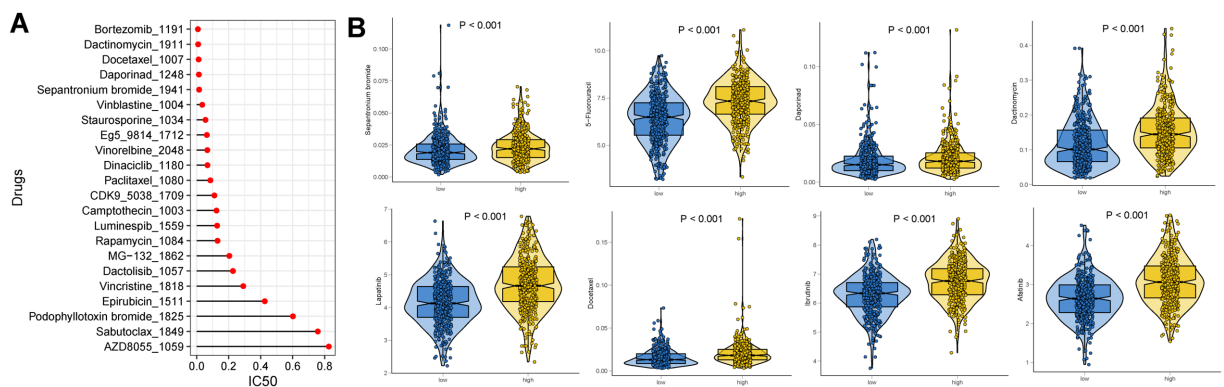 A
Drugs
Bortezomib_1191
Dactinomycin_1911
Docetaxel_1007
Daporinad_1248
Sepantronium bromide_1941
Vinblastine_1004
Staurosporine_1034
Eg5_9814_1712
Vinorelbine_2048
Dinaciclib_1180
Paclitaxel_1080
CDK9_5038_1709
Camptothecin_1003
Luminespib_1559
Rapamycin_1084
MG−132_1862
Dactolisib_1057
Vincristine_1818
Epirubicin_1511
Podophyllotoxin bromide_1825
Sabutoclax_1849
AZD8055_1059
0.0 0.2 0.4 0.6 0.8
IC50
B
P < 0.001
Sepantronium bromide
0.100
0.075
0.050
0.025
0.000
low high
P < 0.001
5−Fluorouracil
10.0
7.5
5.0
low high
P < 0.001
Daporinad
0.10
0.05
0.00
low high
P < 0.001
Dactinomycin
0.4
0.3
0.2
0.1
0.0
low high
P < 0.001
Lapatinib
7
6
5
4
3
2
low high
P < 0.001
Docetaxel
0.15
0.10
0.05
0.00
low high
P < 0.001
Ibrutinib
8
7
6
5
4
low high
P < 0.001
Afatinib
5
4
3
2
1
low high